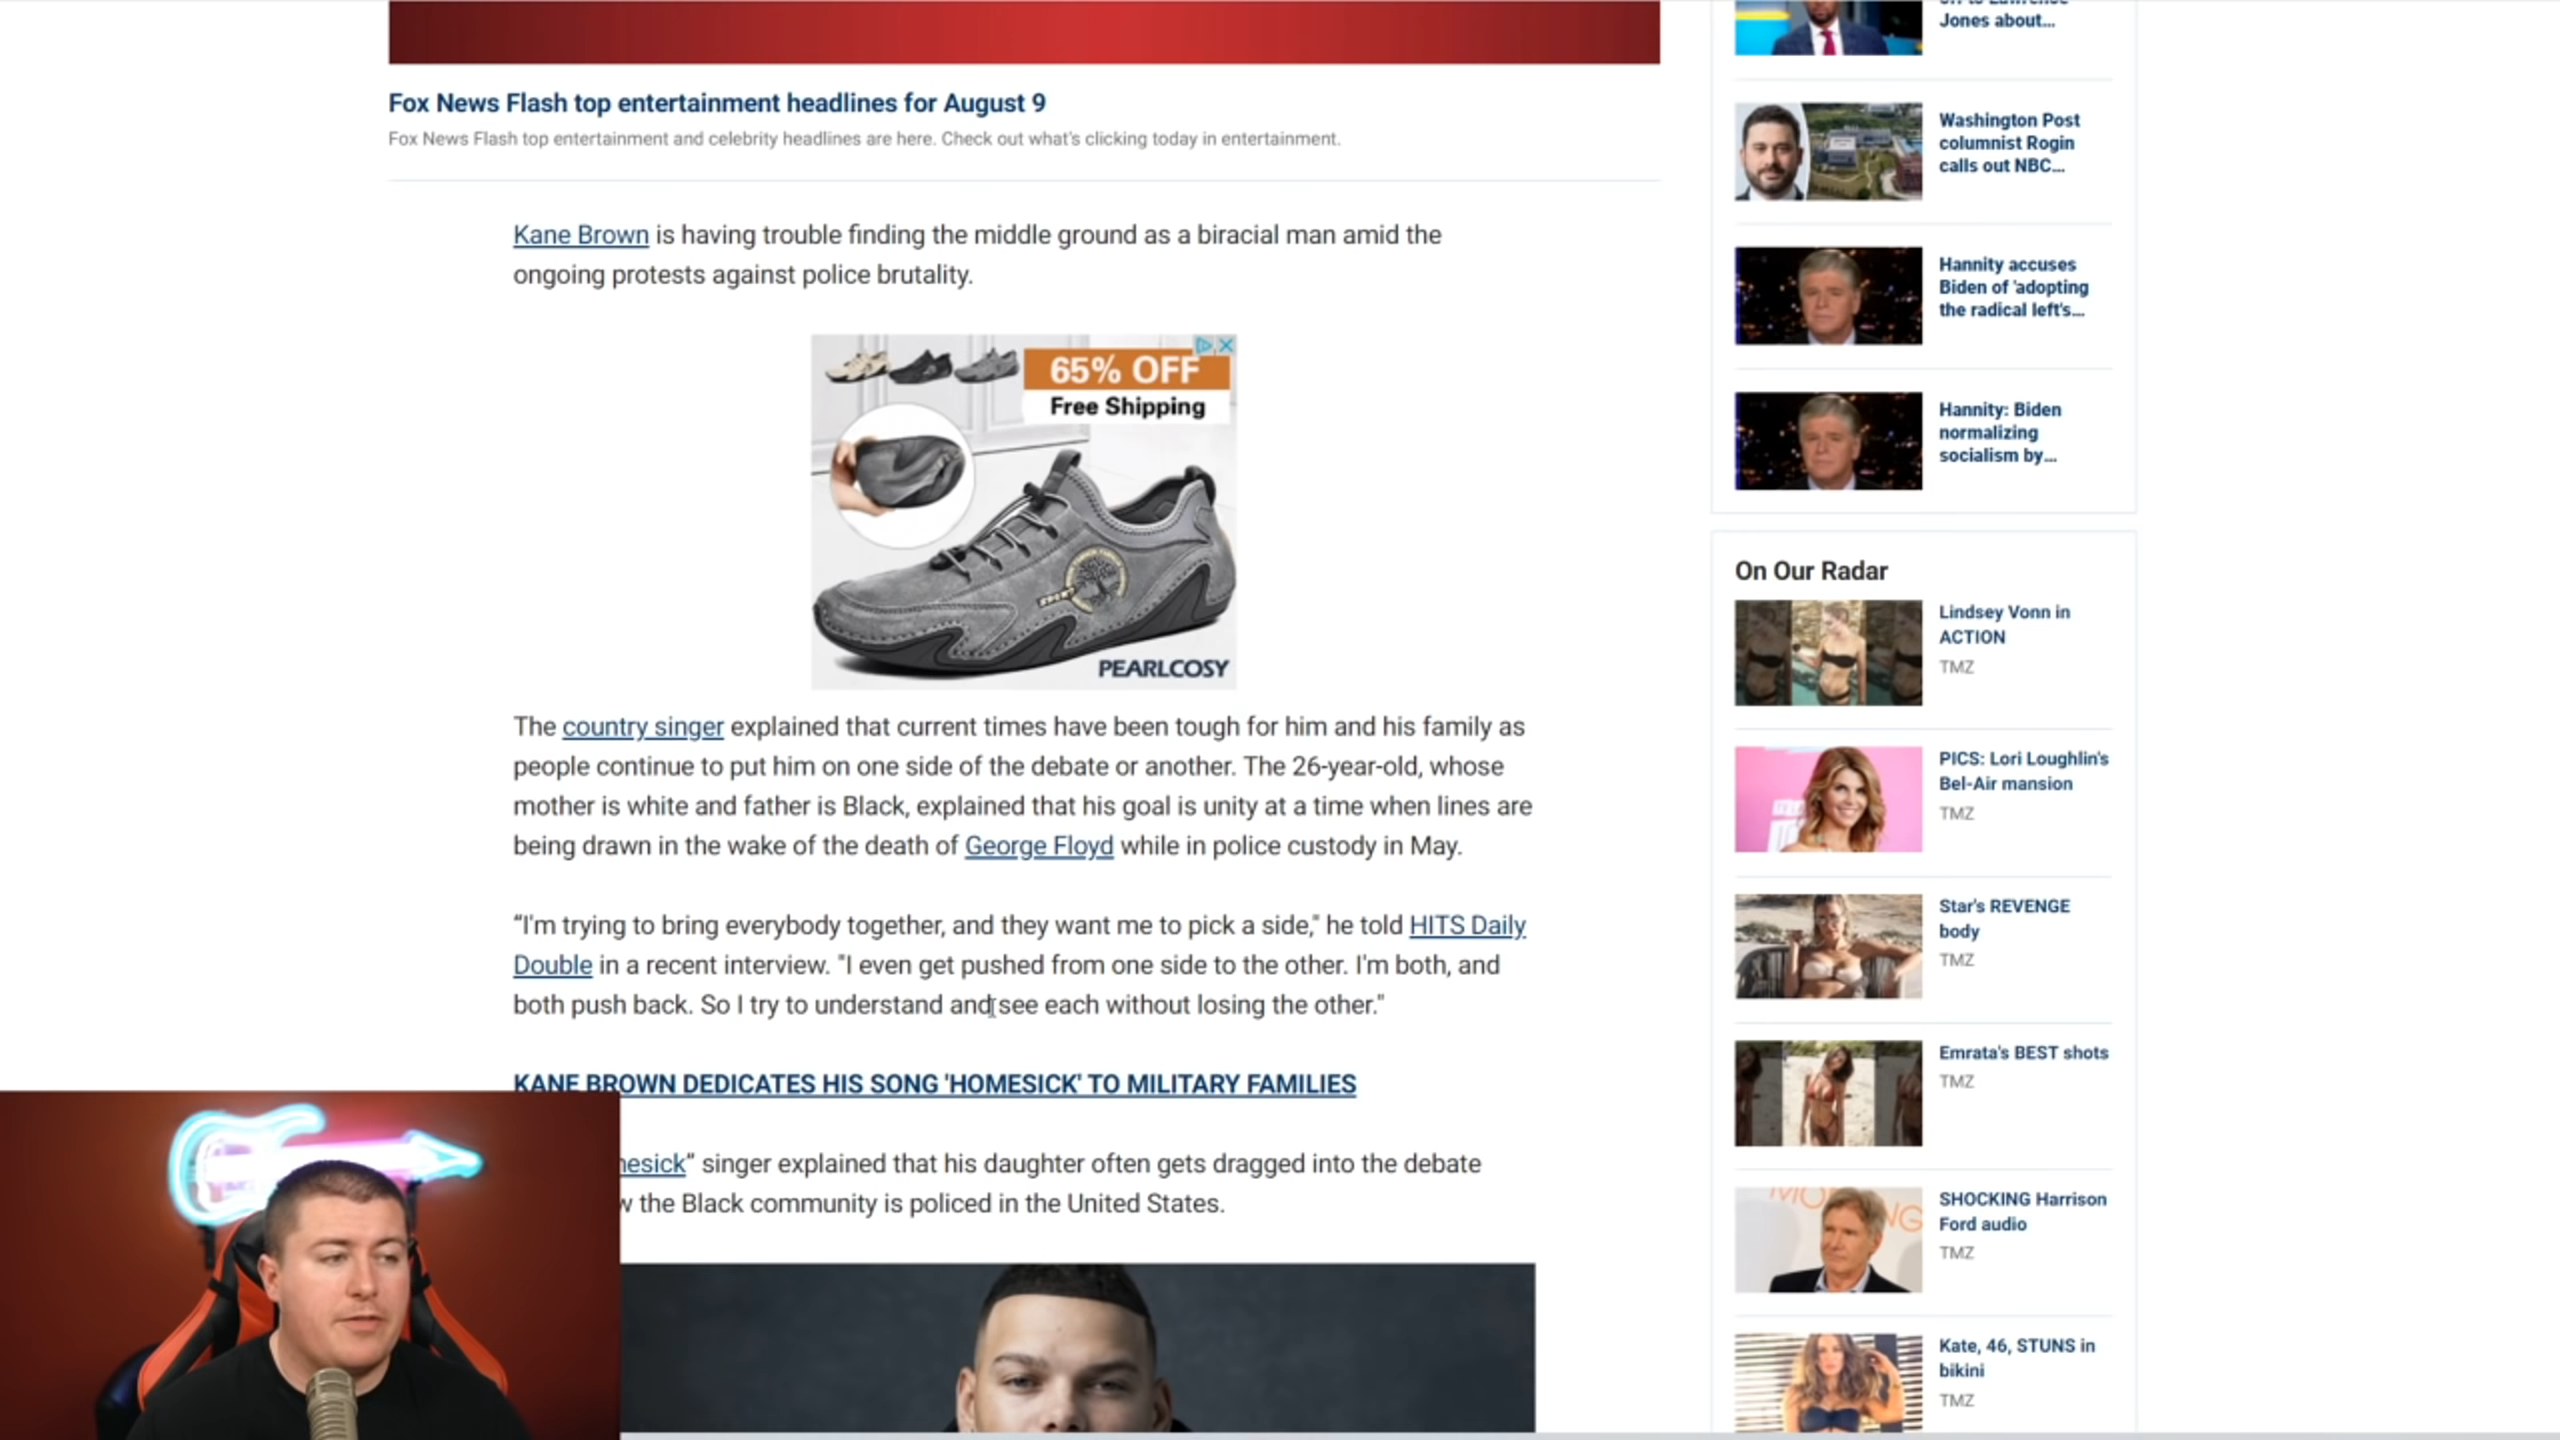 Fox News Flash top entertainment headlines for August 9
Fox News Flash top entertainment and celebrity headlines are here. Check out what's clicking today in entertainment.
Kane Brown is having trouble finding the middle ground as a biracial man amid the
ongoing protests against police brutality.
65% OFF
Free Shipping
PEARLCOSY
The country singer explained that current times have been tough for him and his family as
people continue to put him on one side of the debate or another. The 26-year-old, whose
mother is white and father is Black, explained that his goal is unity at a time when lines are
being drawn in the wake of the death of George Floyd while in police custody in May.
“I'm trying to bring everybody together, and they want me to pick a side," he told HITS Daily
Double in a recent interview. "I even get pushed from one side to the other. I'm both, and
both push back. So I try to understand and see each without losing the other."
KANE BROWN DEDICATES HIS SONG 'HOMESICK' TO MILITARY FAMILIES
nesick” singer explained that his daughter often gets dragged into the debate
w the Black community is policed in the United States.
Jones about...
Washington Post
columnist Rogin
calls out NBC...
Hannity accuses
Biden of 'adopting
the radical left's...
Hannity: Biden
normalizing
socialism by...
On Our Radar
Lindsey Vonn in
ACTION
TMZ
PICS: Lori Loughlin's
Bel-Air mansion
TMZ
Star's REVENGE
body
TMZ
Emrata's BEST shots
TMZ
SHOCKING Harrison
Ford audio
TMZ
Kate, 46, STUNS in
bikini
TMZ